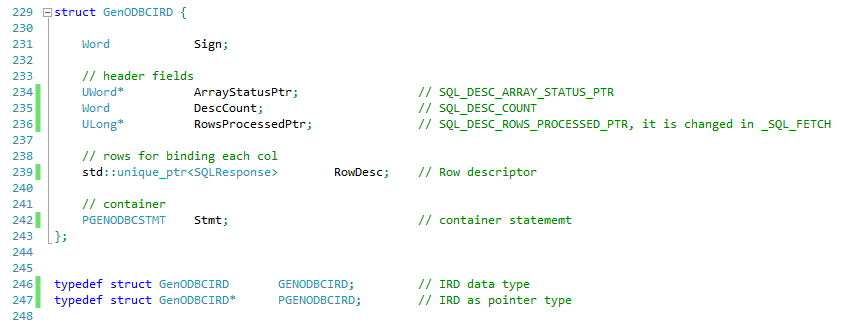 229 struct GenODBCIRD {
230
231 Word Sign;
232
233 // header fields
234 UWord* ArrayStatusPtr; // SQL_DESC_ARRAY_STATUS_PTR
235 Word DescCount; // SQL_DESC_COUNT
236 ULong* RowsProcessedPtr; // SQL_DESC_ROWS_PROCESSED_PTR, it is changed in _SQL_FETCH
237
238 // rows for binding each col
239 std::unique_ptr<SQLResponse> RowDesc; // Row descriptor
240
241 // container
242 PGENODBCSTMT Stmt; // container statememt
243 };
244
245
246 typedef struct GenODBCIRD GENODBCIRD; // IRD data type
247 typedef struct GenODBCIRD* PGENODBCIRD; // IRD as pointer type
248